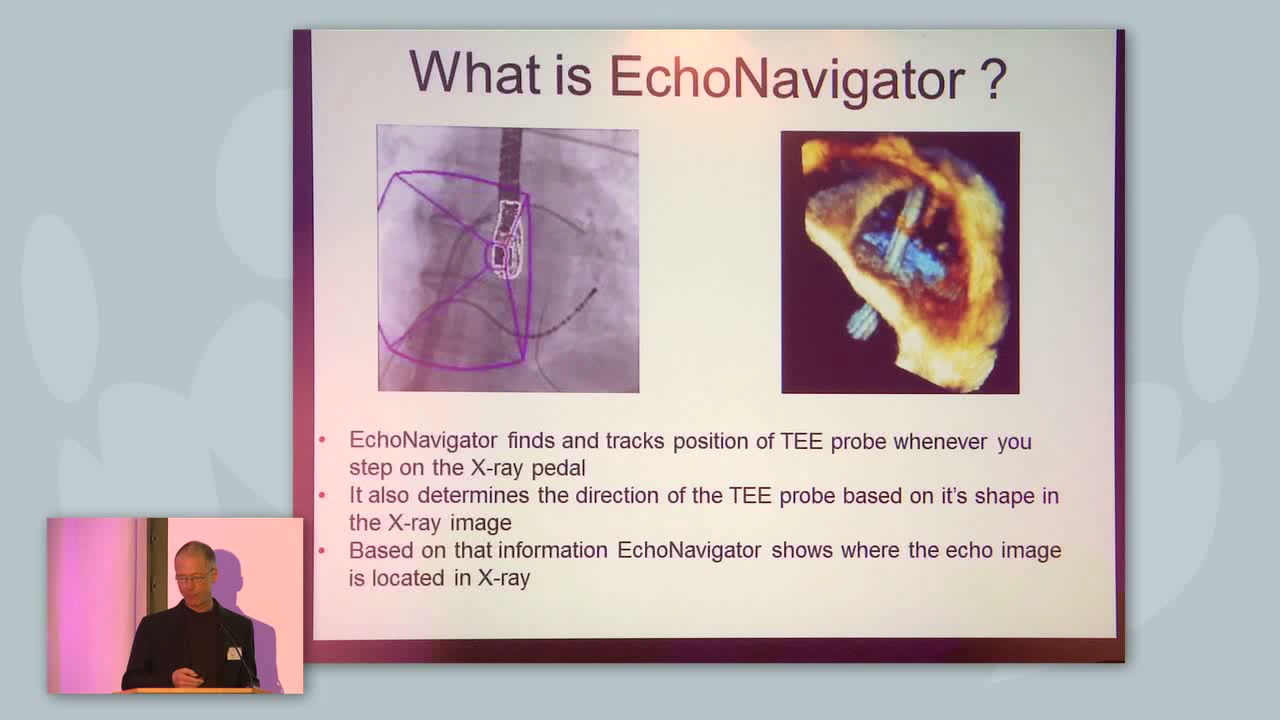 What is EchoNavigator ?
• EchoNavigator finds and tracks position of TEE probe whenever you
step on the X-ray pedal
• It also determines the direction of the TEE probe based on it's shape in
the X-ray image
• Based on that information EchoNavigator shows where the echo image
is located in X-ray